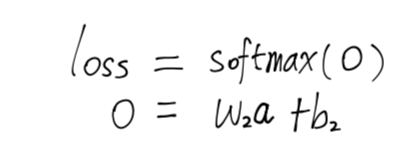 loss = softmax(O)
O = W₂a + b₂